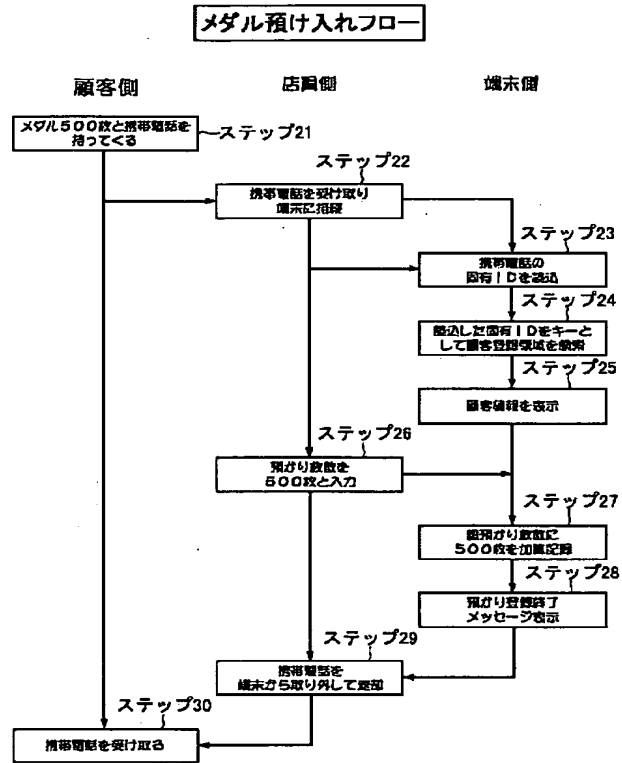 メダル預け入れフロー
顧客側
店員側
端末側
メダル500枚と携帯電話を
持ってくる
ステップ21
ステップ22
携帯電話を受け取り
端末に接続
ステップ23
携帯電話の
固有IDを読込
ステップ24
読込した固有IDをキーと
して顧客登録領域を検索
ステップ25
顧客情報を表示
ステップ26
預かり枚数を
500枚と入力
ステップ27
総預かり枚数に
500枚を加算記録
ステップ28
預かり登録終了
メッセージ表示
ステップ29
携帯電話を
端末から取り外して返却
ステップ30
携帯電話を受け取る